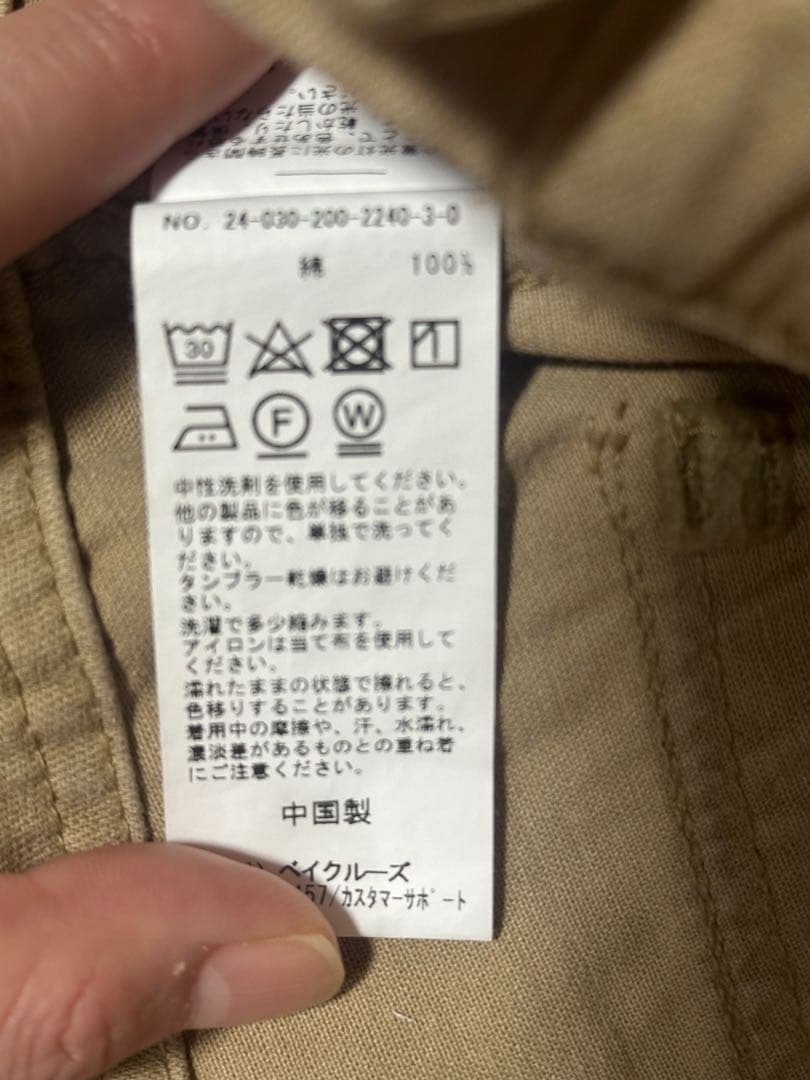 NO. 24-030-200-2240-3-0
綿 100%
30
F W
中性洗剤を使用してください。
他の製品に色が移ることがあ
りますので、単独で洗ってく
ださい。
タンブラー乾燥はお避けくだ
さい。
洗濯で多少縮みます。
アイロンは当て布を使用して
ください。
濡れたままの状態で擦れると、
色移りすることがあります。
着用中の摩擦や、汗、水濡れ、
濃淡差があるものとの重ね着
にご注意ください。
中国製
ベイクルーズ
57/カスタマーサポート